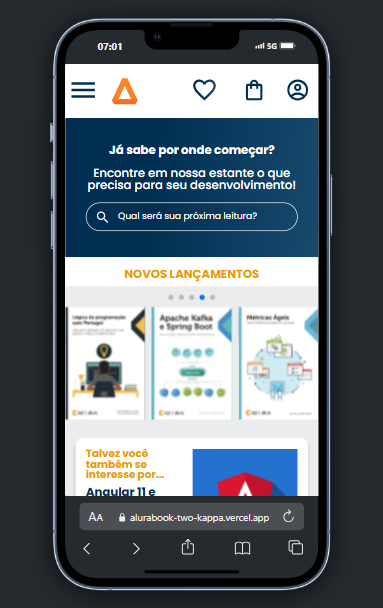 07:01
5G
Já sabe por onde começar?
Encontre em nossa estante o que
precisa para seu desenvolvimento!
Qual será sua próxima leitura?
NOVOS LANÇAMENTOS
Lógica de programação
com Portugol
Apache Kafka
e Spring Boot
Métricas Ágeis
Talvez você
também se
interesse por...
Angular 11 e
AA
alurabook-two-kappa.vercel.app